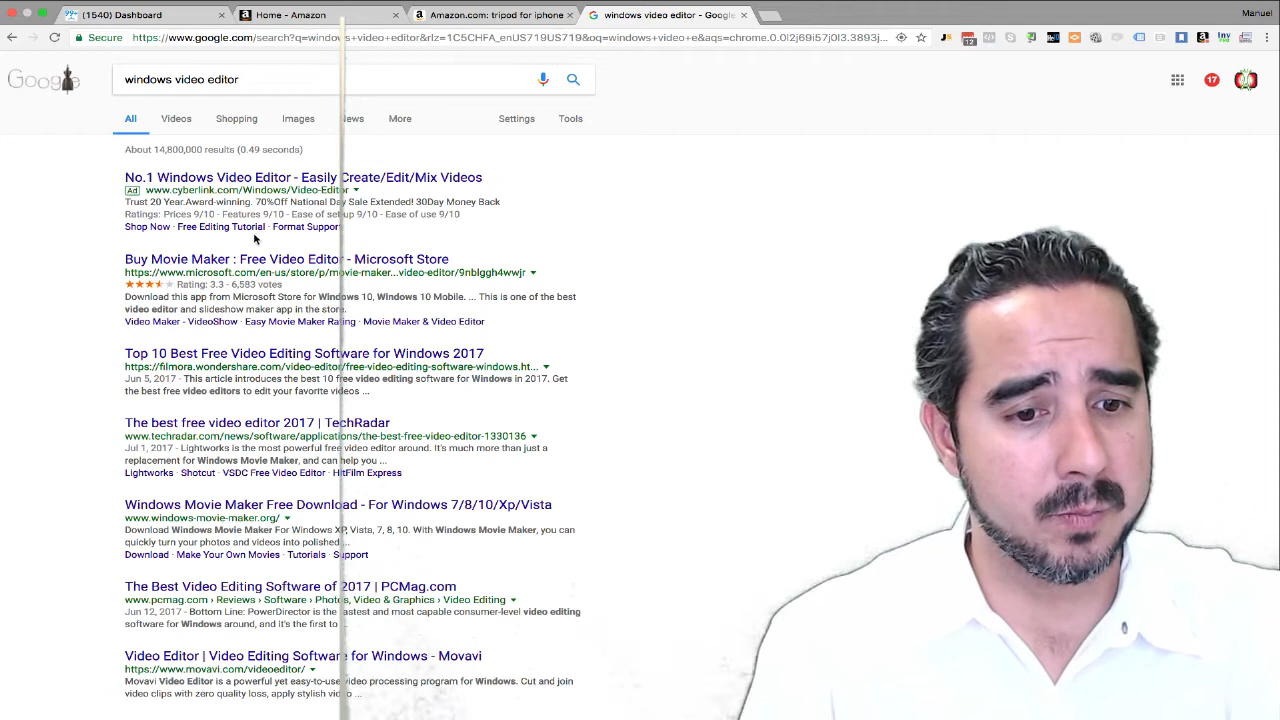 (1540) Dashboard
Home - Amazon
Amazon.com: tripod for iphone
windows video editor - Google
Manuel
Secure https://www.google.com/search?q=windows+video+editor&rlz=1C5CHFA_enUS719US719&oq=windows+video+e&aqs=chrome.0.0l2j69i57j0l3.3893j...
12
Google
windows video editor
17
All Videos Shopping Images News More Settings Tools
About 14,800,000 results (0.49 seconds)
No.1 Windows Video Editor - Easily Create/Edit/Mix Videos
Ad www.cyberlink.com/Windows/Video-Editor
Trust 20 Year.Award-winning. 70%Off National Day Sale Extended! 30Day Money Back
Ratings: Prices 9/10 - Features 9/10 - Ease of set up 9/10 - Ease of use 9/10
Shop Now · Free Editing Tutorial · Format Support
Buy Movie Maker : Free Video Editor - Microsoft Store
https://www.microsoft.com/en-us/store/p/movie-maker...video-editor/9nblggh4wwjr
Rating: 3.3 - 6,583 votes
Download this app from Microsoft Store for Windows 10, Windows 10 Mobile. ... This is one of the best
video editor and slideshow maker app in the store.
Video Maker - VideoShow · Easy Movie Maker Rating · Movie Maker & Video Editor
Top 10 Best Free Video Editing Software for Windows 2017
https://filmora.wondershare.com/video-editor/free-video-editing-software-windows.ht...
Jun 5, 2017 - This article introduces the best 10 free video editing software for Windows in 2017. Get
the best free video editors to edit your favorite videos ...
The best free video editor 2017 | TechRadar
www.techradar.com/news/software/applications/the-best-free-video-editor-1330136
Jul 1, 2017 - Lightworks is the most powerful free video editor around. It's much more than just a
replacement for Windows Movie Maker, and can help you ...
Lightworks · Shotcut · VSDC Free Video Editor · HitFilm Express
Windows Movie Maker Free Download - For Windows 7/8/10/Xp/Vista
www.windows-movie-maker.org/
Download Windows Movie Maker For Windows XP, Vista, 7, 8, 10. With Windows Movie Maker, you can
quickly turn your photos and videos into polished ...
Download · Make Your Own Movies · Tutorials · Support
The Best Video Editing Software of 2017 | PCMag.com
www.pcmag.com › Reviews › Software › Photos, Video & Graphics › Video Editing
Jun 12, 2017 - Bottom Line: PowerDirector is the fastest and most capable consumer-level video editing
software for Windows around, and it's the first to ...
Video Editor | Video Editing Software for Windows - Movavi
https://www.movavi.com/videoeditor/
Movavi Video Editor is a powerful yet easy-to-use video processing program for Windows. Cut and join
video clips with zero quality loss, apply stylish video ...